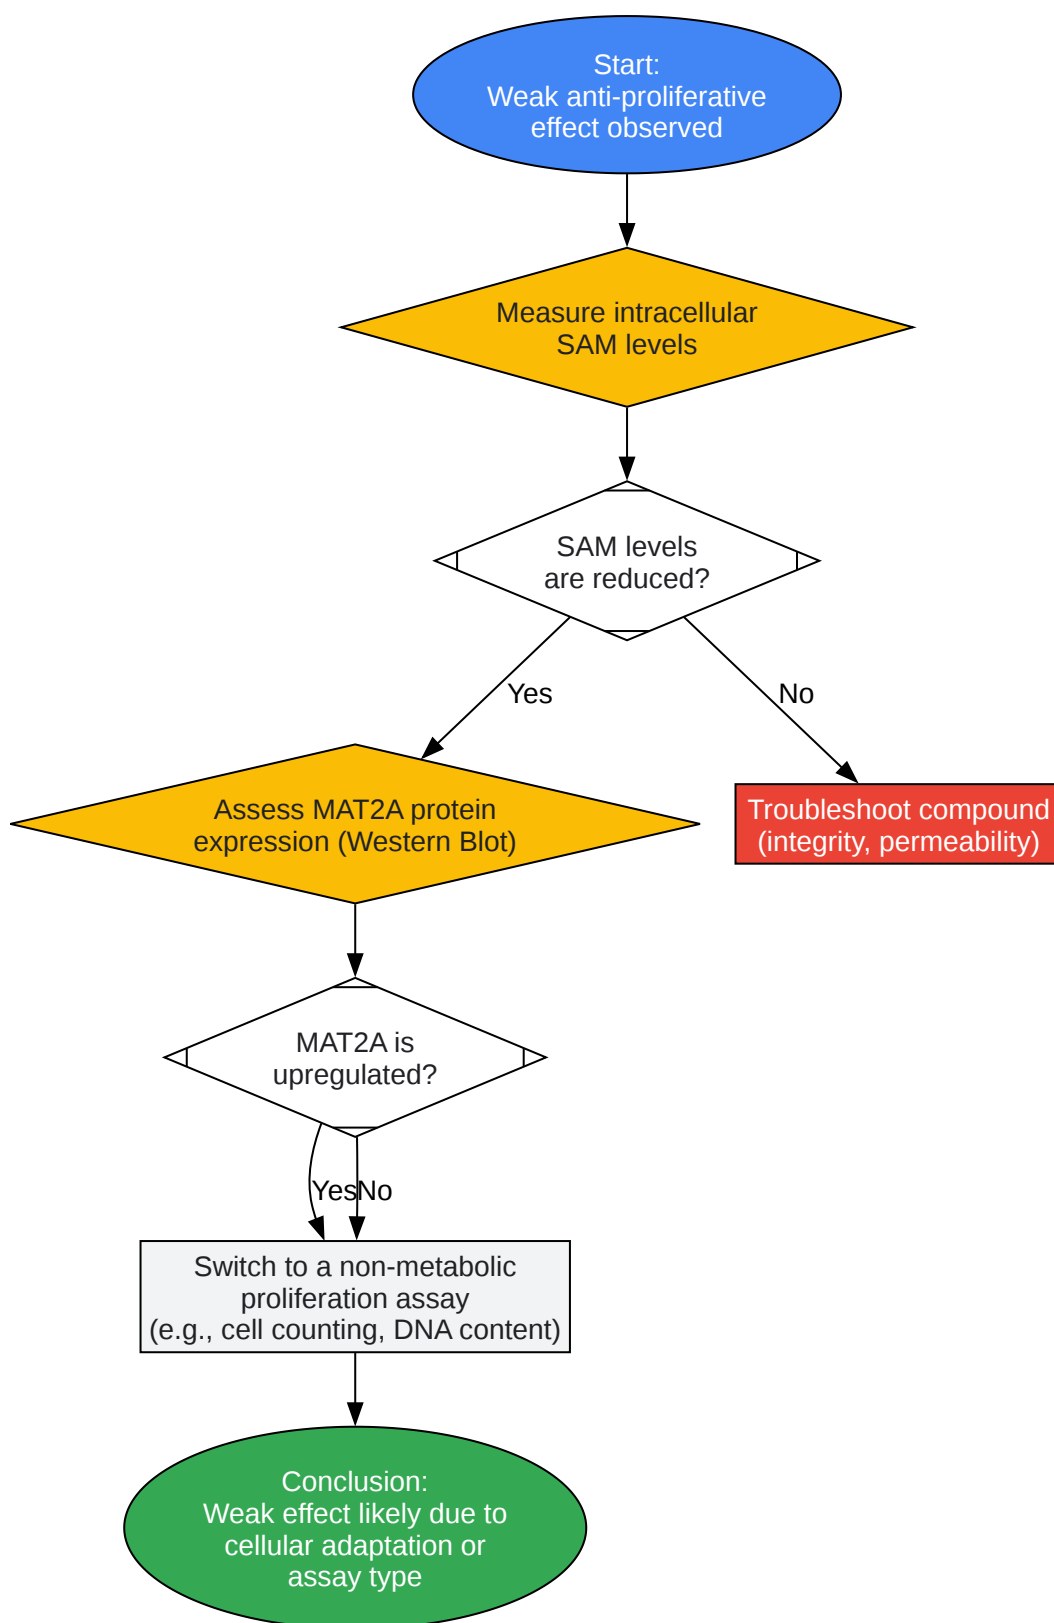 Start:
Weak anti-proliferative
effect observed
Measure intracellular
SAM levels
SAM levels
are reduced?
Yes
No
Assess MAT2A protein
expression (Western Blot)
Troubleshoot compound
(integrity, permeability)
MAT2A is
upregulated?
Yes
No
Switch to a non-metabolic
proliferation assay
(e.g., cell counting, DNA content)
Conclusion:
Weak effect likely due to
cellular adaptation or
assay type